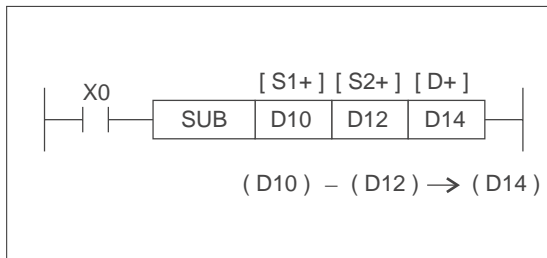 [ S1+ ] [ S2+ ] [ D+ ]
X0
SUB D10 D12 D14
( D10 ) – ( D12 ) → ( D14 )